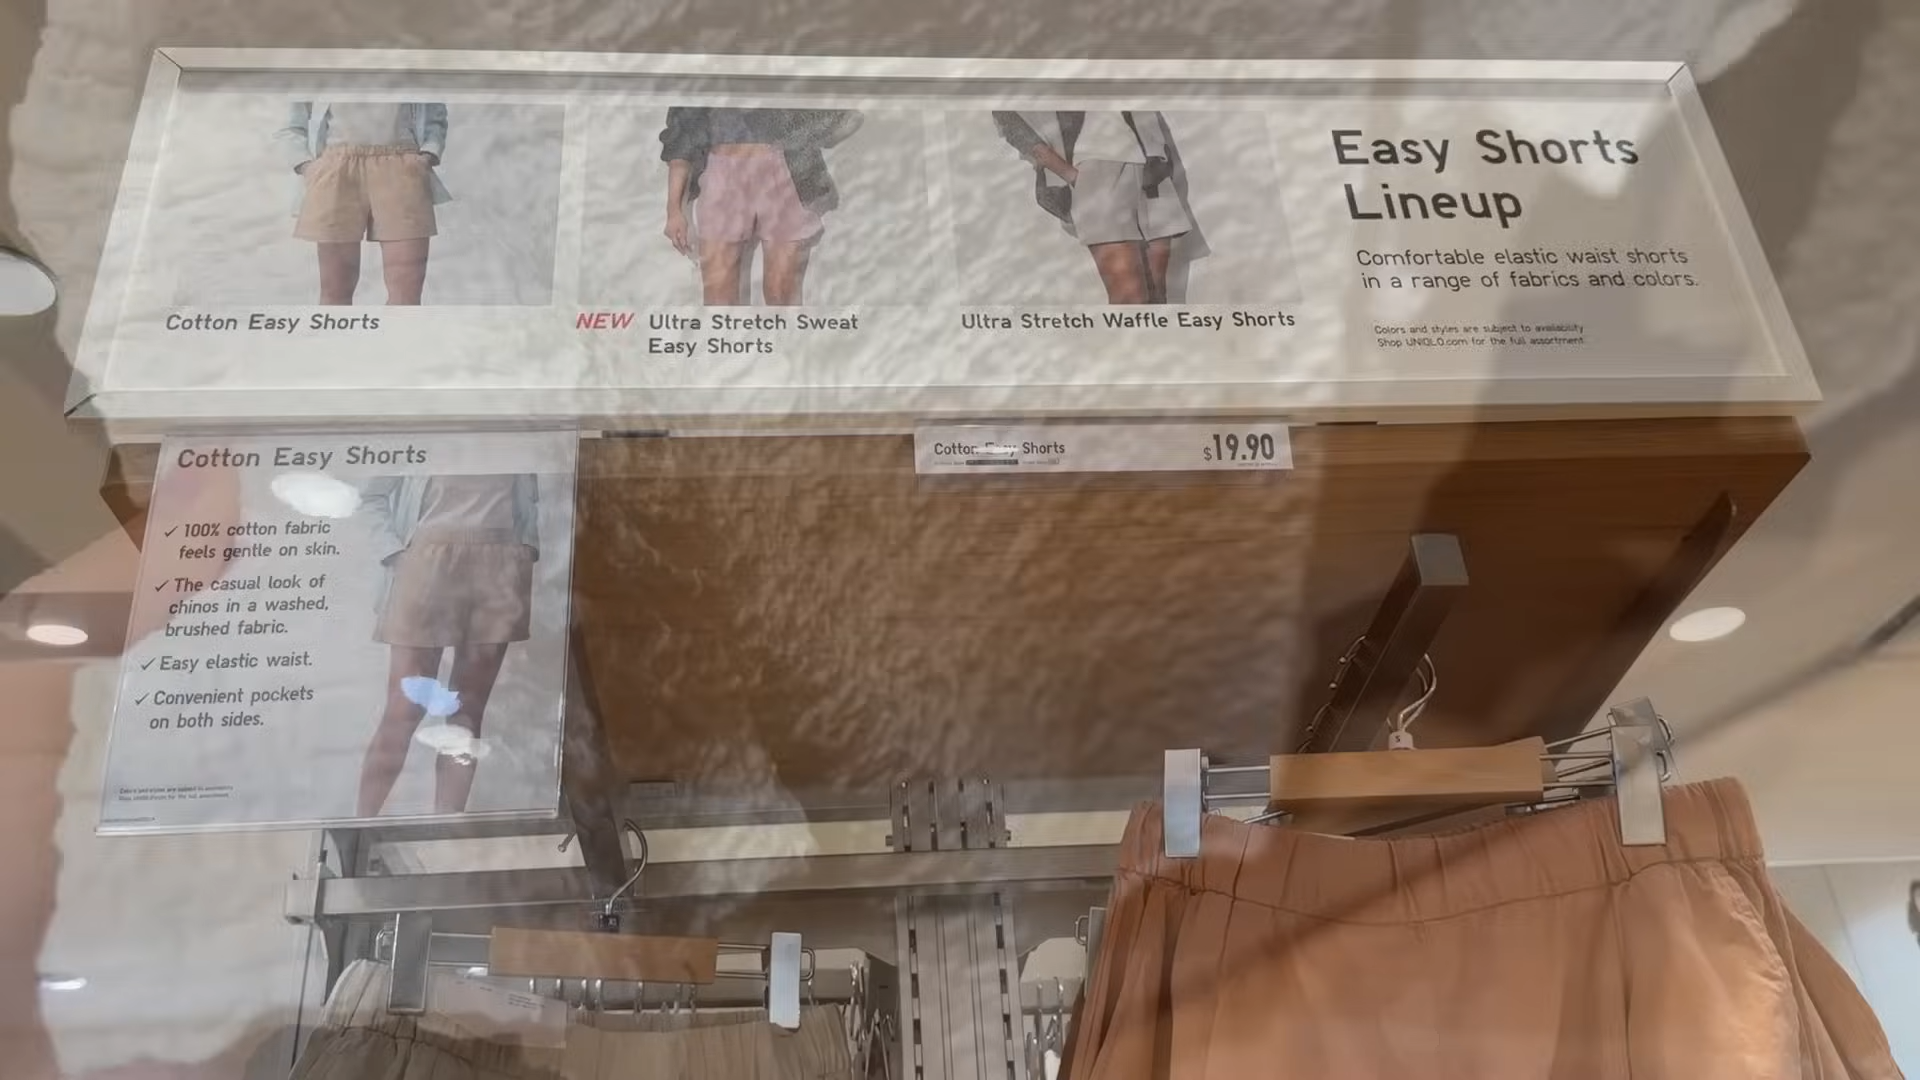 Easy Shorts
Lineup
Comfortable elastic waist shorts
in a range of fabrics and colors.
Colors and styles are subject to availability
Shop UNIQLO.com for the full assortment.
Cotton Easy Shorts
NEW Ultra Stretch Sweat
Easy Shorts
Ultra Stretch Waffle Easy Shorts
Cotton Easy Shorts
✓ 100% cotton fabric
feels gentle on skin.
✓ The casual look of
chinos in a washed,
brushed fabric.
✓ Easy elastic waist.
✓ Convenient pockets
on both sides.
Cotton Easy Shorts
$19.90
S
XS